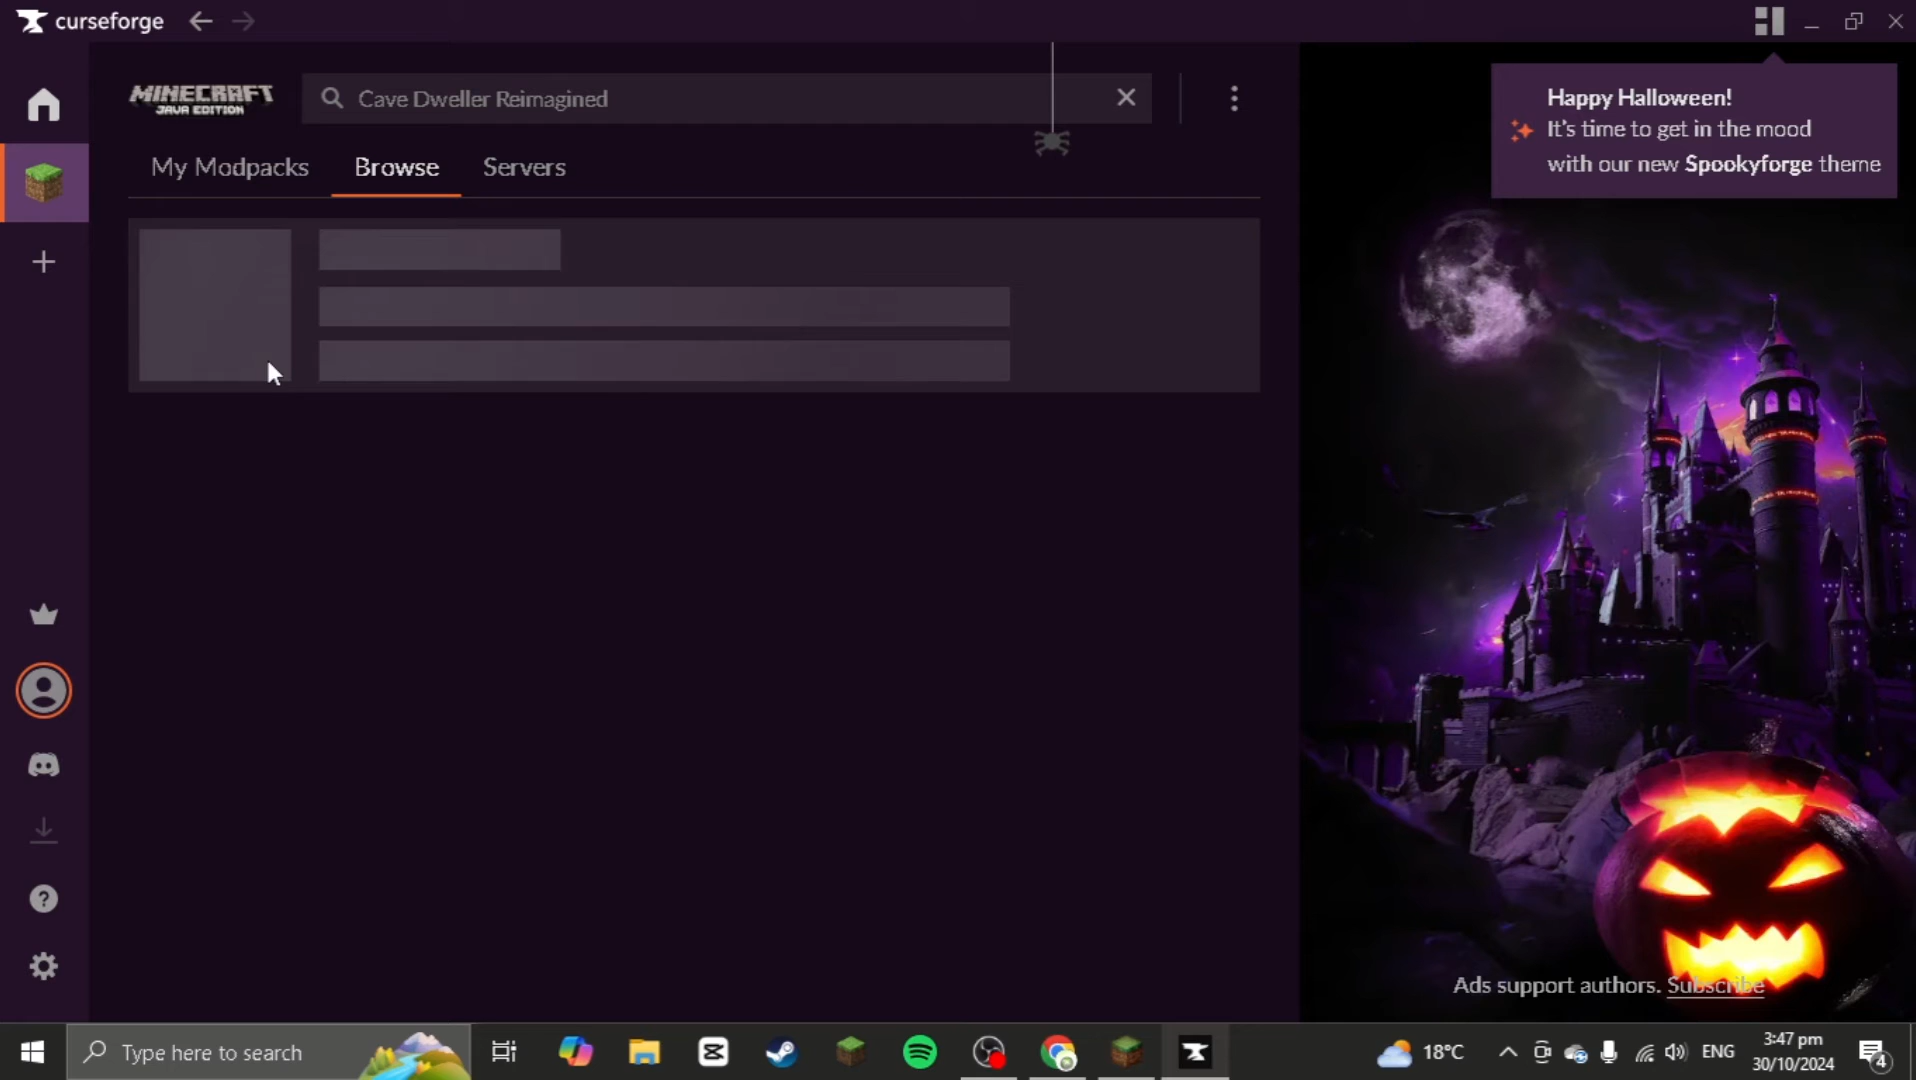 curseforge
MINECRAFT
JAVA EDITION
Cave Dweller Reimagined
My Modpacks
Browse
Servers
Happy Halloween!
It's time to get in the mood
with our new Spookyforge theme
Ads support authors. Subscribe
Type here to search
18°C
ENG
3:47 pm
30/10/2024
4